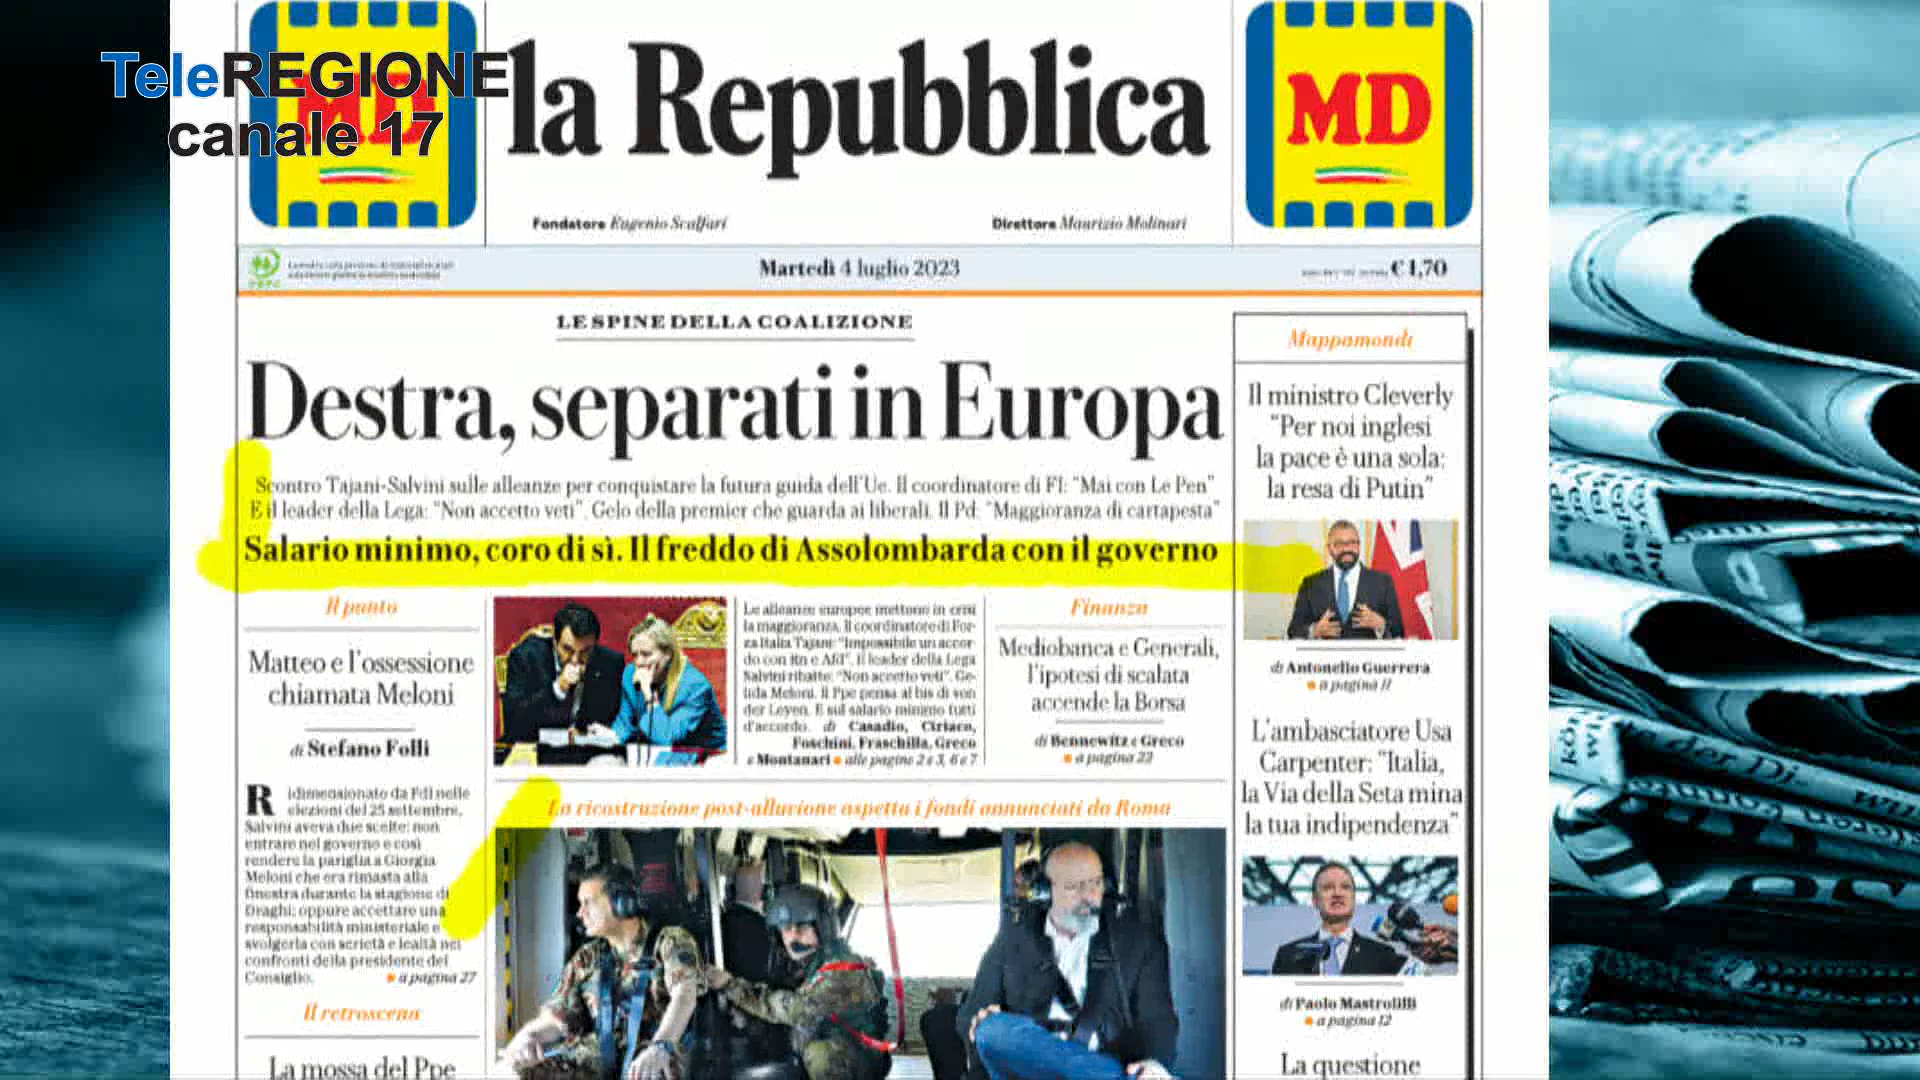 TeleREGIONE
canale 17
MD
la Repubblica
MD
Fondatore Eugenio Scalfari
Direttore Maurizio Molinari
Martedì 4 luglio 2023
€ 1,70
LE SPINE DELLA COALIZIONE
Destra, separati in Europa
Scontro Tajani-Salvini sulle alleanze per conquistare la futura guida dell'Ue. Il coordinatore di FI: "Mai con Le Pen"
E il leader della Lega: "Non accetto veti". Gelo della premier che guarda ai liberali. Il Pd: "Maggioranza di cartapesta"
Salario minimo, coro di sì. Il freddo di Assolombarda con il governo
Il punto
Matteo e l'ossessione
chiamata Meloni
di Stefano Folli
Ridimensionato da FdI nelle
elezioni del 25 settembre,
Salvini aveva due scelte: non
entrare nel governo e così
rendere la pariglia a Giorgia
Meloni che era rimasta alla
finestra durante la stagione di
Draghi; oppure accettare una
responsabilità ministeriale e
svolgerla con serietà e lealtà nei
confronti della presidente del
Consiglio.
a pagina 27
Il retroscena
La mossa del Ppe
Le alleanze europee mettono in crisi
la maggioranza. Il coordinatore di For-
za Italia Tajani: "Impossibile un accor-
do con Rn e Afd". Il leader della Lega
Salvini ribatte: "Non accetto veti". Ge-
lida Meloni. Il Ppe pensa al bis di von
der Leyen. E sul salario minimo tutti
d'accordo. di Casadio, Ciriaco,
Foschini, Fraschilla, Greco
e Montanari alle pagine 2 e 3, 6 e 7
Finanza
Mediobanca e Generali,
l'ipotesi di scalata
accende la Borsa
di Bennewitz e Greco
a pagina 22
La ricostruzione post-alluvione aspetta i fondi annunciati da Roma
Mappamondi
Il ministro Cleverly
"Per noi inglesi
la pace è una sola:
la resa di Putin"
di Antonello Guerrera
a pagina 11
L'ambasciatore Usa
Carpenter: "Italia,
la Via della Seta mina
la tua indipendenza"
di Paolo Mastrolilli
a pagina 12
La questione